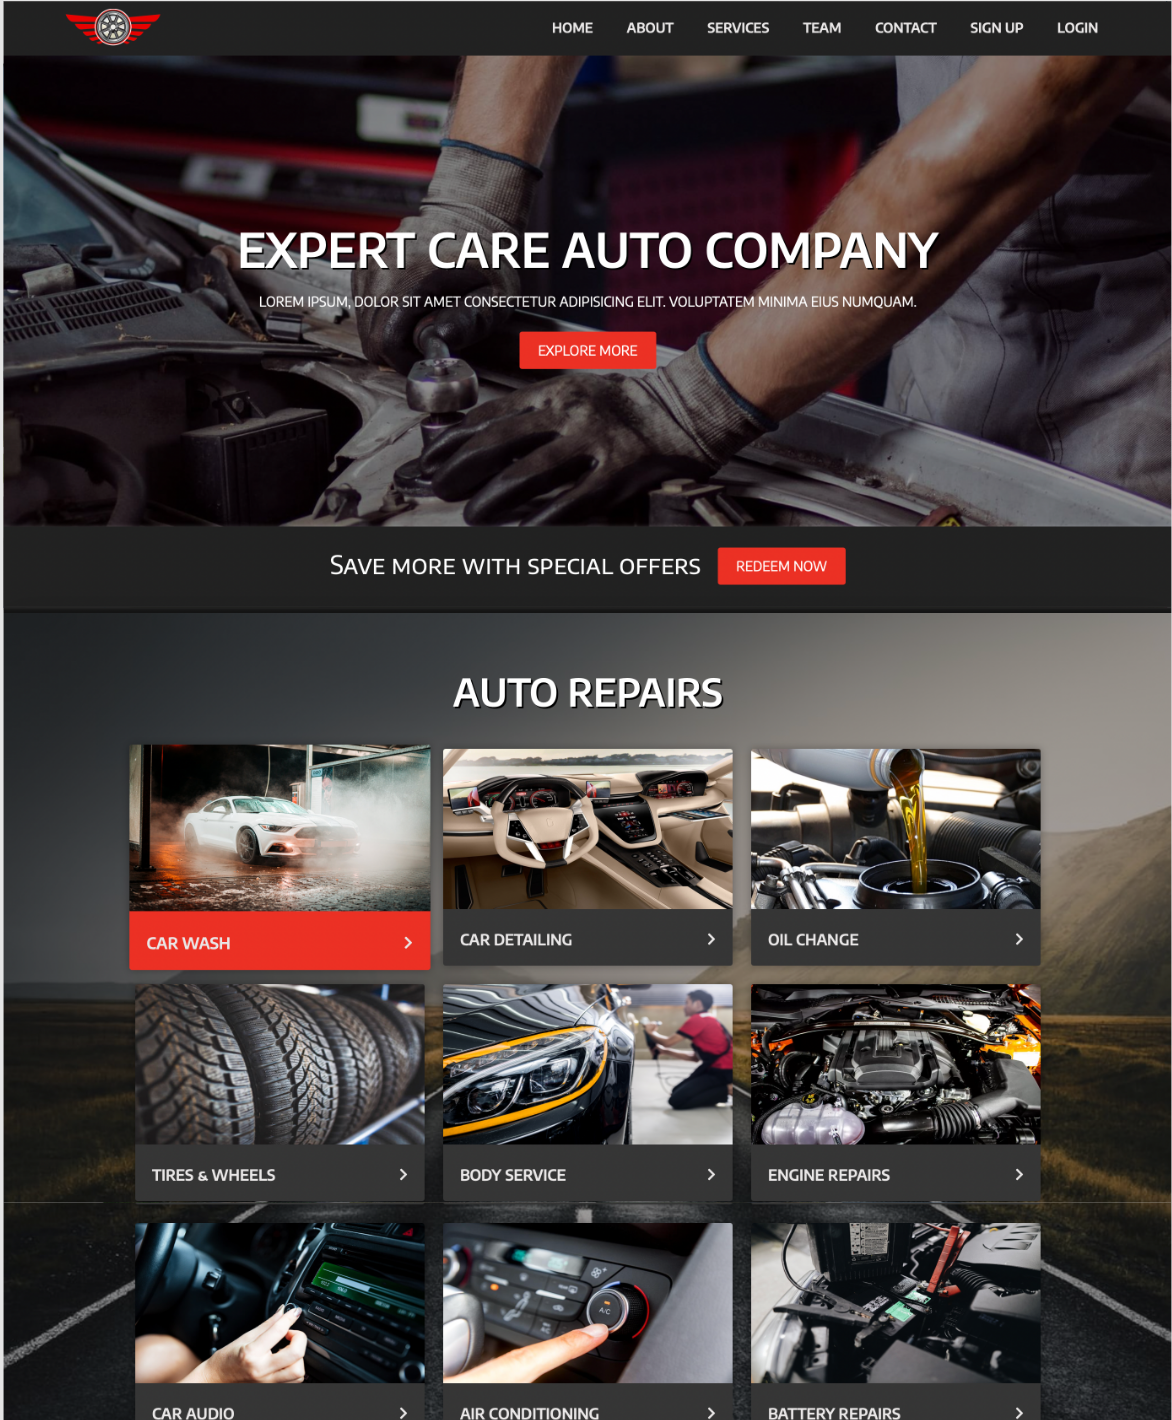 HOME ABOUT SERVICES TEAM CONTACT SIGN UP LOGIN
EXPERT CARE AUTO COMPANY
LOREM IPSUM, DOLOR SIT AMET CONSECTETUR ADIPISICING ELIT. VOLUPTATEM MINIMA EIUS NUMQUAM.
EXPLORE MORE
SAVE MORE WITH SPECIAL OFFERS REDEEM NOW
AUTO REPAIRS
CAR WASH
CAR DETAILING
OIL CHANGE
TIRES & WHEELS
BODY SERVICE
ENGINE REPAIRS
A/C
CAR AUDIO
AIR CONDITIONING
BATTERY REPAIRS